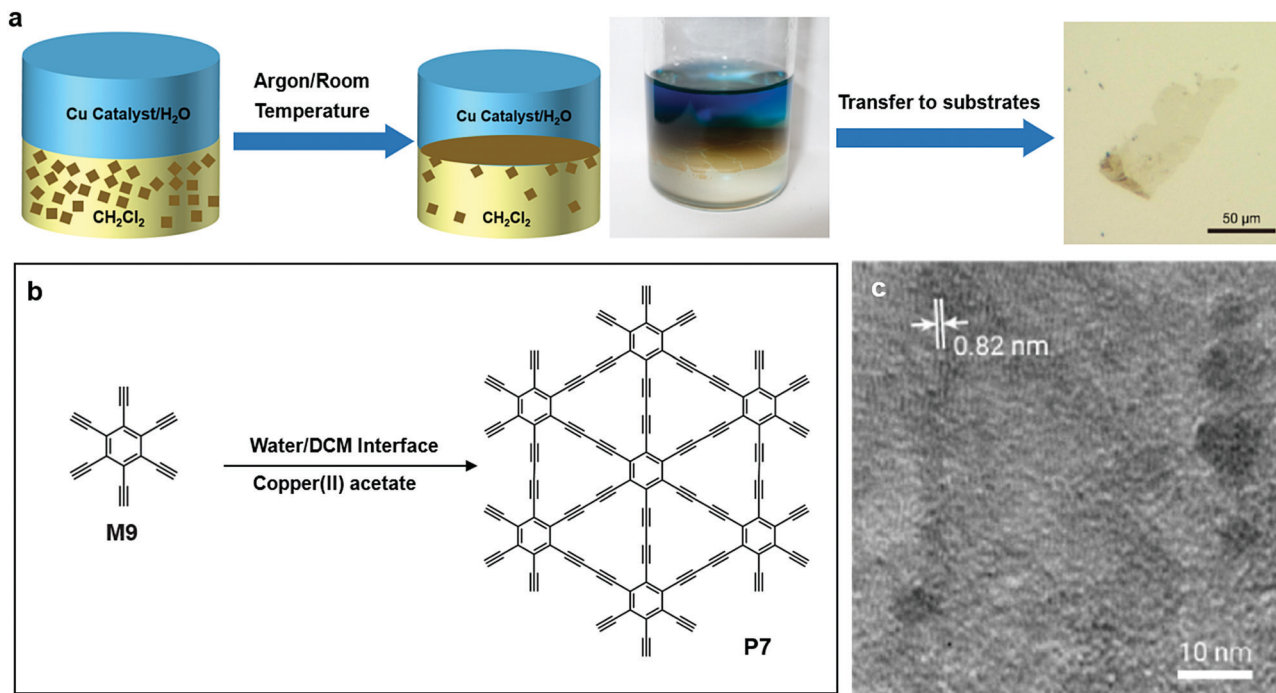 a
Cu Catalyst/H₂O
CH₂Cl₂
Argon/Room
Temperature
Cu Catalyst/H₂O
CH₂Cl₂
Transfer to substrates
50 µm
b
M9
Water/DCM Interface
Copper(II) acetate
P7
c
0.82 nm
10 nm